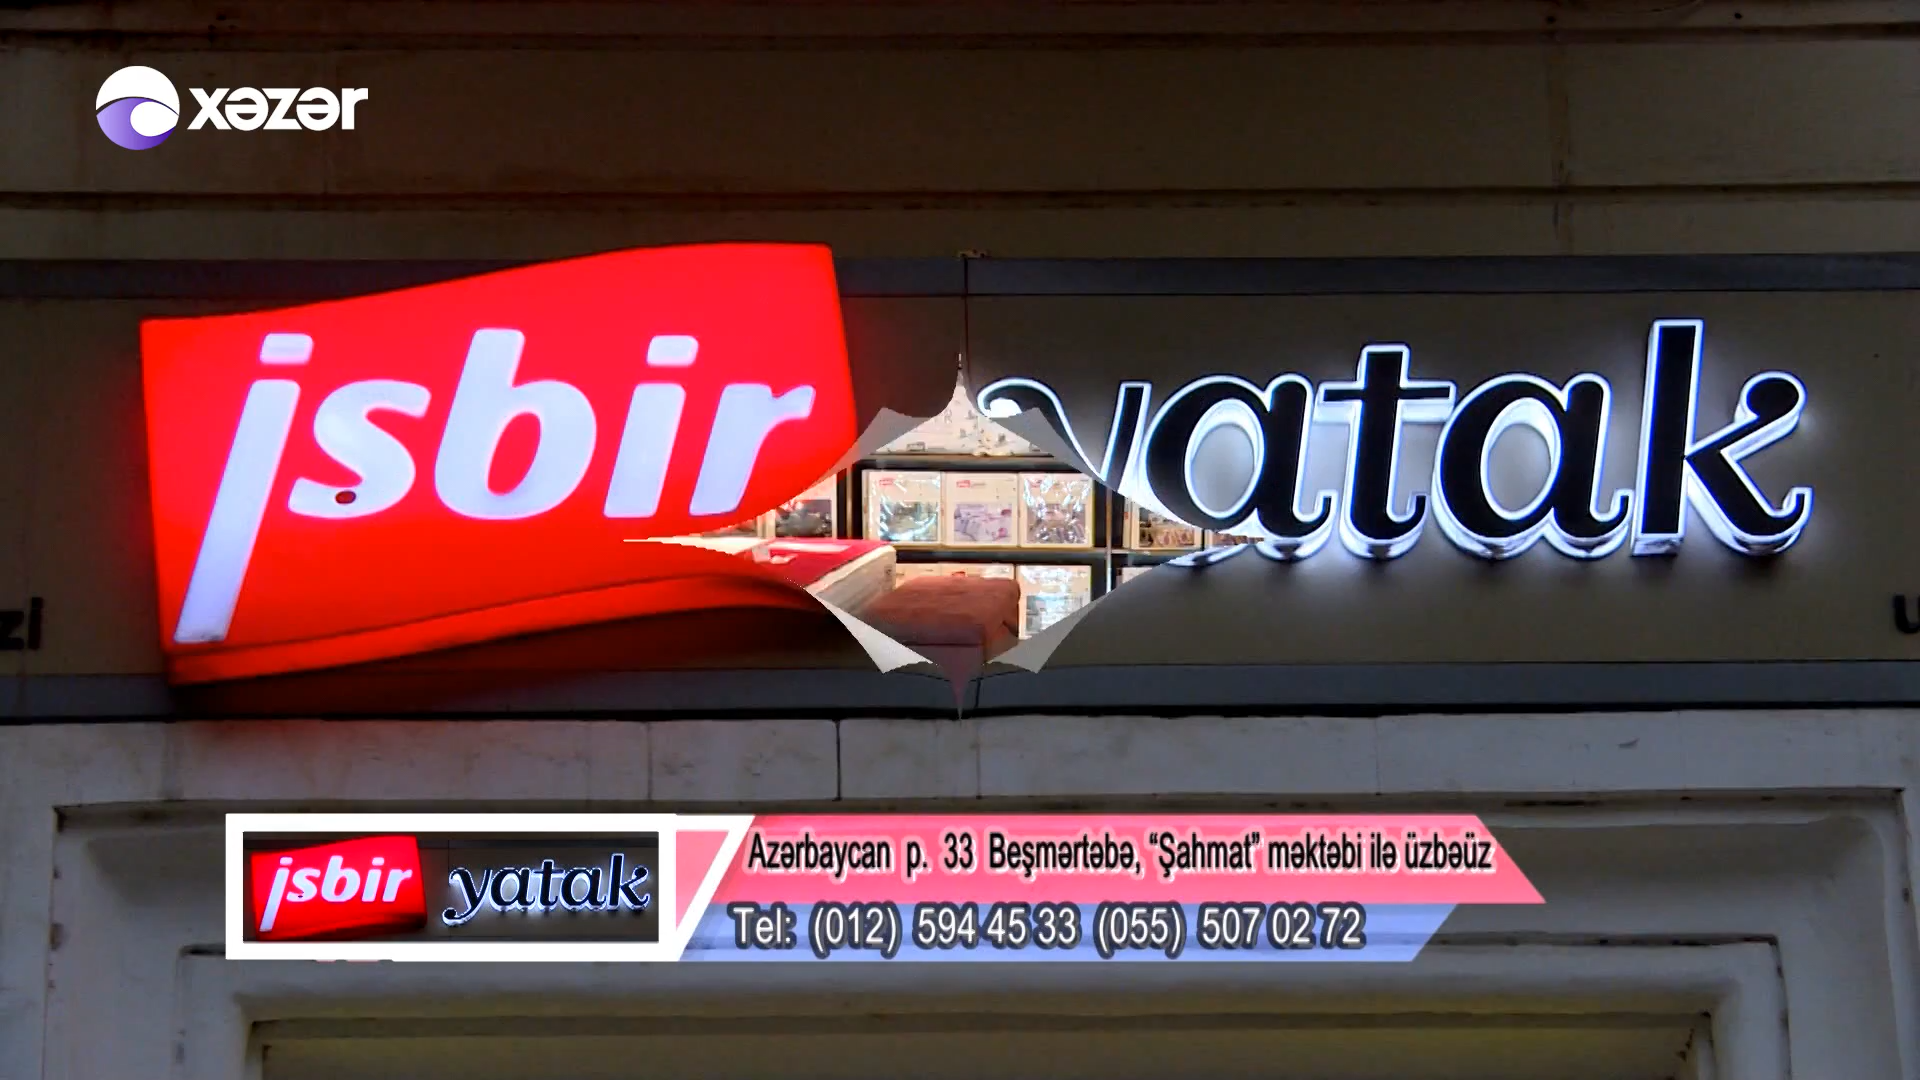 xəzər
işbir yatak
zi
işbir yatak
Azərbaycan p. 33 Beşmərtəbə, “Şahmat” məktəbi ilə üzbəüz
Tel: (012) 594 45 33 (055) 507 02 72